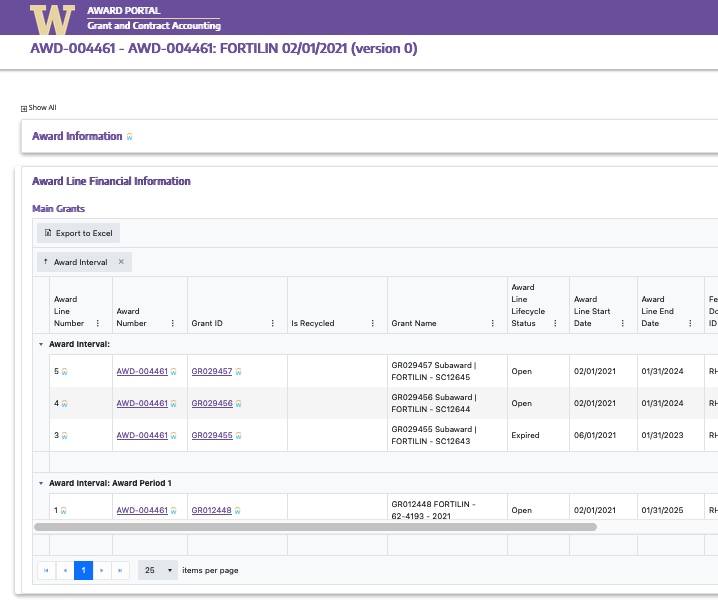 W
AWARD PORTAL
Grant and Contract Accounting
AWD-004461 - AWD-004461: FORTILIN 02/01/2021 (version 0)
Show All
Award Information
Award Line Financial Information
Main Grants
Export to Excel
↑ Award Interval ×
Award Line Number
Award Number
Grant ID
Is Recycled
Grant Name
Award Line Lifecycle Status
Award Line Start Date
Award Line End Date
Fe
Do
ID
Award Interval:
5 AWD-004461 GR029457 GR029457 Subaward | FORTILIN - SC12645 Open 02/01/2021 01/31/2024 RH
4 AWD-004461 GR029456 GR029456 Subaward | FORTILIN - SC12644 Open 02/01/2021 01/31/2024 RH
3 AWD-004461 GR029455 GR029455 Subaward | FORTILIN - SC12643 Expired 06/01/2021 01/31/2023 RH
Award Interval: Award Period 1
1 AWD-004461 GR012448 GR012448 FORTILIN - 62-4193 - 2021 Open 02/01/2021 01/31/2025 RH
1 25 items per page